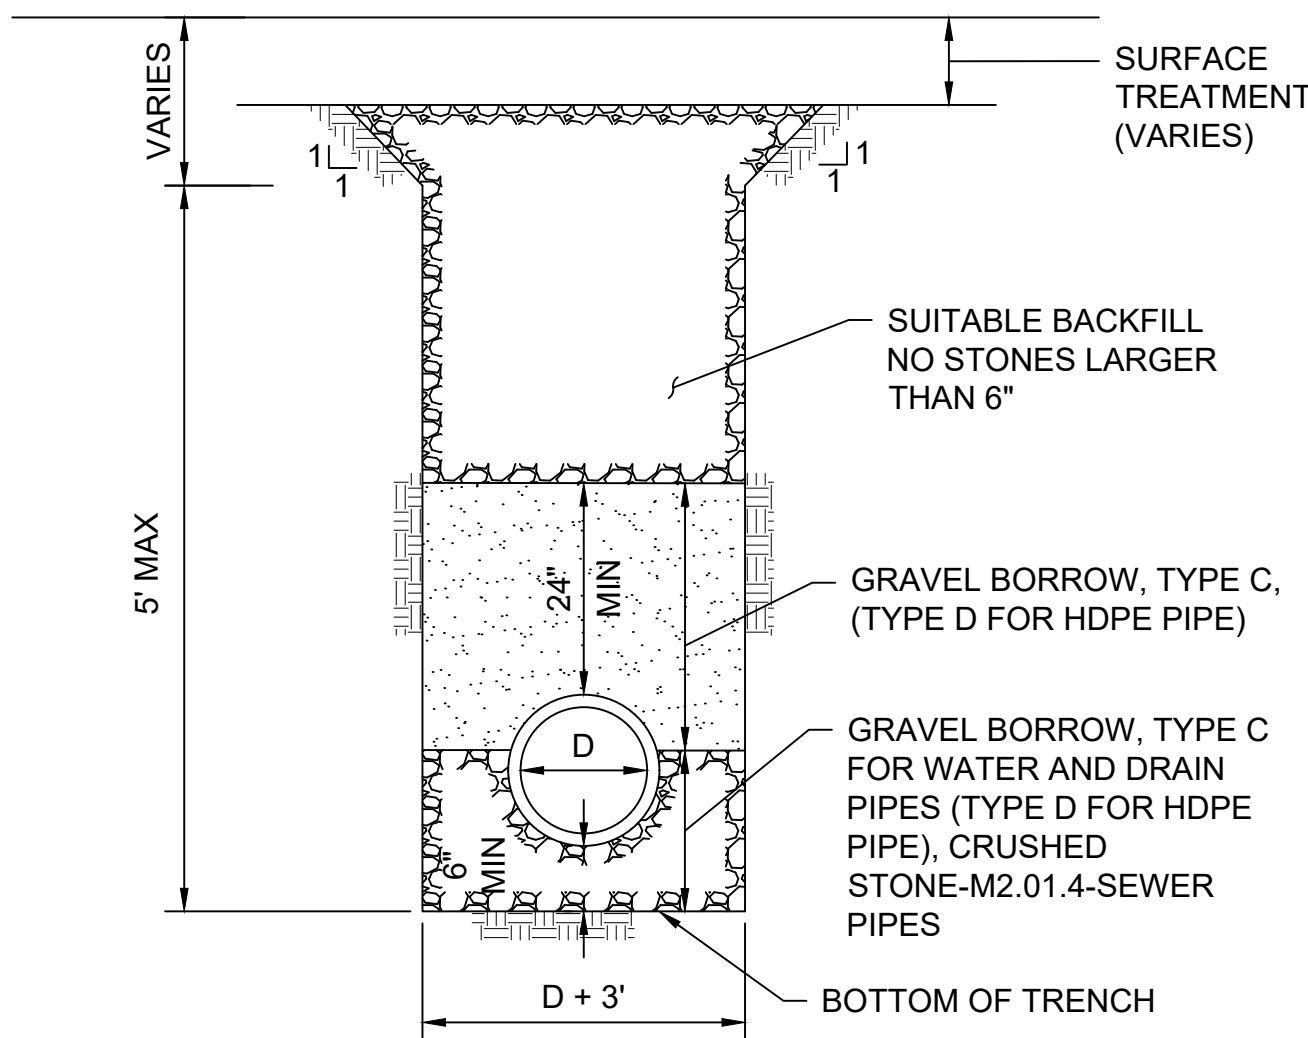 VARIES
SURFACE
TREATMENT
(VARIES)
1
1
1
1
SUITABLE BACKFILL
NO STONES LARGER
THAN 6"
5' MAX
24"
MIN
GRAVEL BORROW, TYPE C,
(TYPE D FOR HDPE PIPE)
D
GRAVEL BORROW, TYPE C
FOR WATER AND DRAIN
PIPES (TYPE D FOR HDPE
PIPE), CRUSHED
STONE-M2.01.4-SEWER
PIPES
6"
MIN
D + 3'
BOTTOM OF TRENCH